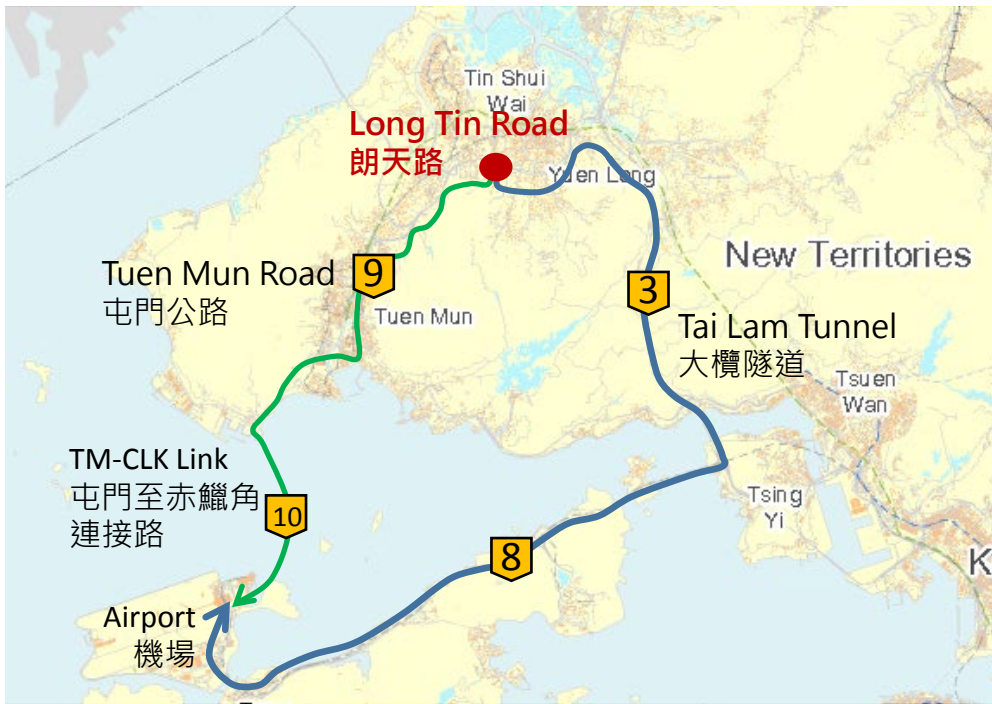 Tin Shui
Wai
Long Tin Road
朗天路
Yuen Long
New Territories
9
Tuen Mun Road
屯門公路
3
Tuen Mun
Tai Lam Tunnel
大欖隧道
Tsuen
Wan
TM-CLK Link
屯門至赤鱲角
連接路
10
Tsing
Yi
8
K
Airport
機場